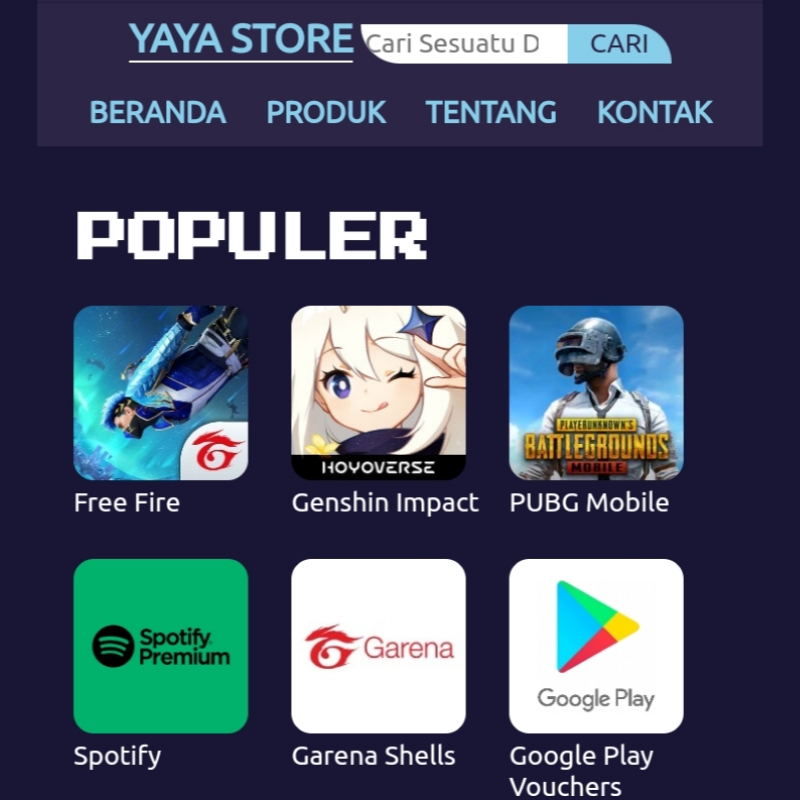 YAYA STORE
Cari Sesuatu D
CARI
BERANDA PRODUK TENTANG KONTAK
POPULER
HOYOVERSE
PLAYERUNKNOWN'S
BATTLEGROUNDS
MOBILE
Free Fire
Genshin Impact
PUBG Mobile
Spotify
Premium
Garena
Google Play
Spotify
Garena Shells
Google Play
Vouchers